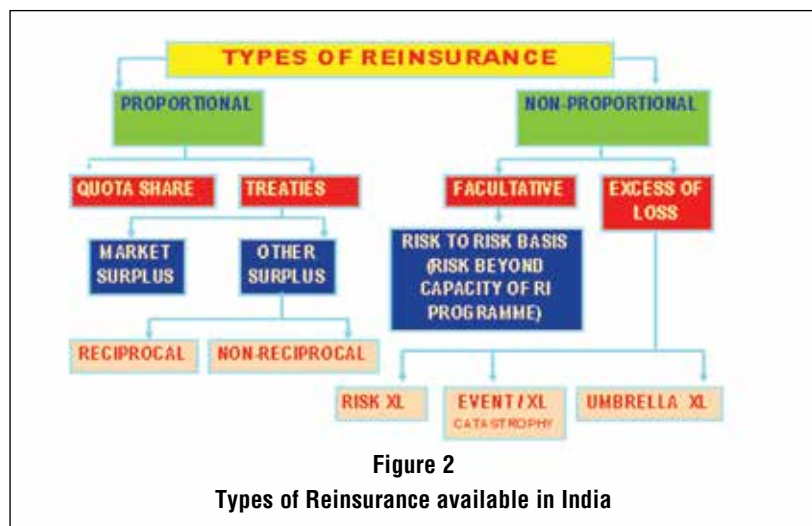 TYPES OF REINSURANCE
PROPORTIONAL
NON-PROPORTIONAL
QUOTA SHARE
TREATIES
FACULTATIVE
EXCESS OF
LOSS
MARKET
SURPLUS
OTHER
SURPLUS
RISK TO RISK BASIS
(RISK BEYOND
CAPACITY OF RI
PROGRAMME)
RECIPROCAL
NON-RECIPROCAL
RISK XL
EVENT / XL
CATASTROPHY
UMBRELLA XL
Figure 2
Types of Reinsurance available in India